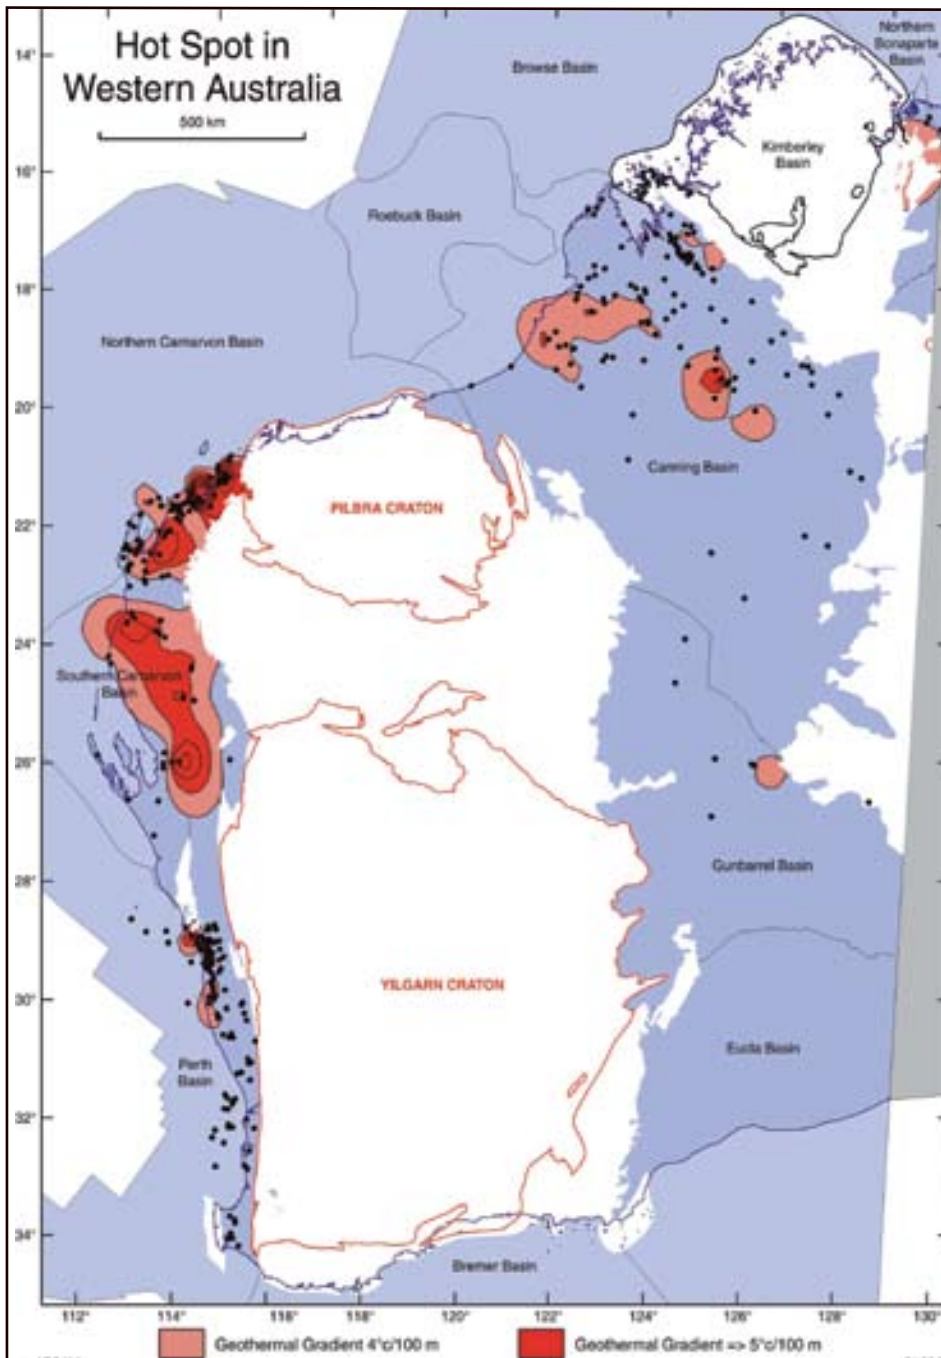 Hot Spot in
Western Australia
500 km
Northern
Bonaparte
Basin
Browse Basin
Kimberley
Basin
Roebuck Basin
Northern Carnarvon Basin
Canning Basin
PILBRA CRATON
Southern Carnarvon
Basin
Gunbarrel Basin
YILGARN CRATON
Perth
Basin
Eucla Basin
Bremer Basin
14°
16°
18°
20°
22°
24°
26°
28°
30°
32°
34°
112°
114°
116°
118°
120°
122°
124°
126°
128°
130°
Geothermal Gradient 4°c/100 m
Geothermal Gradient => 5°c/100 m